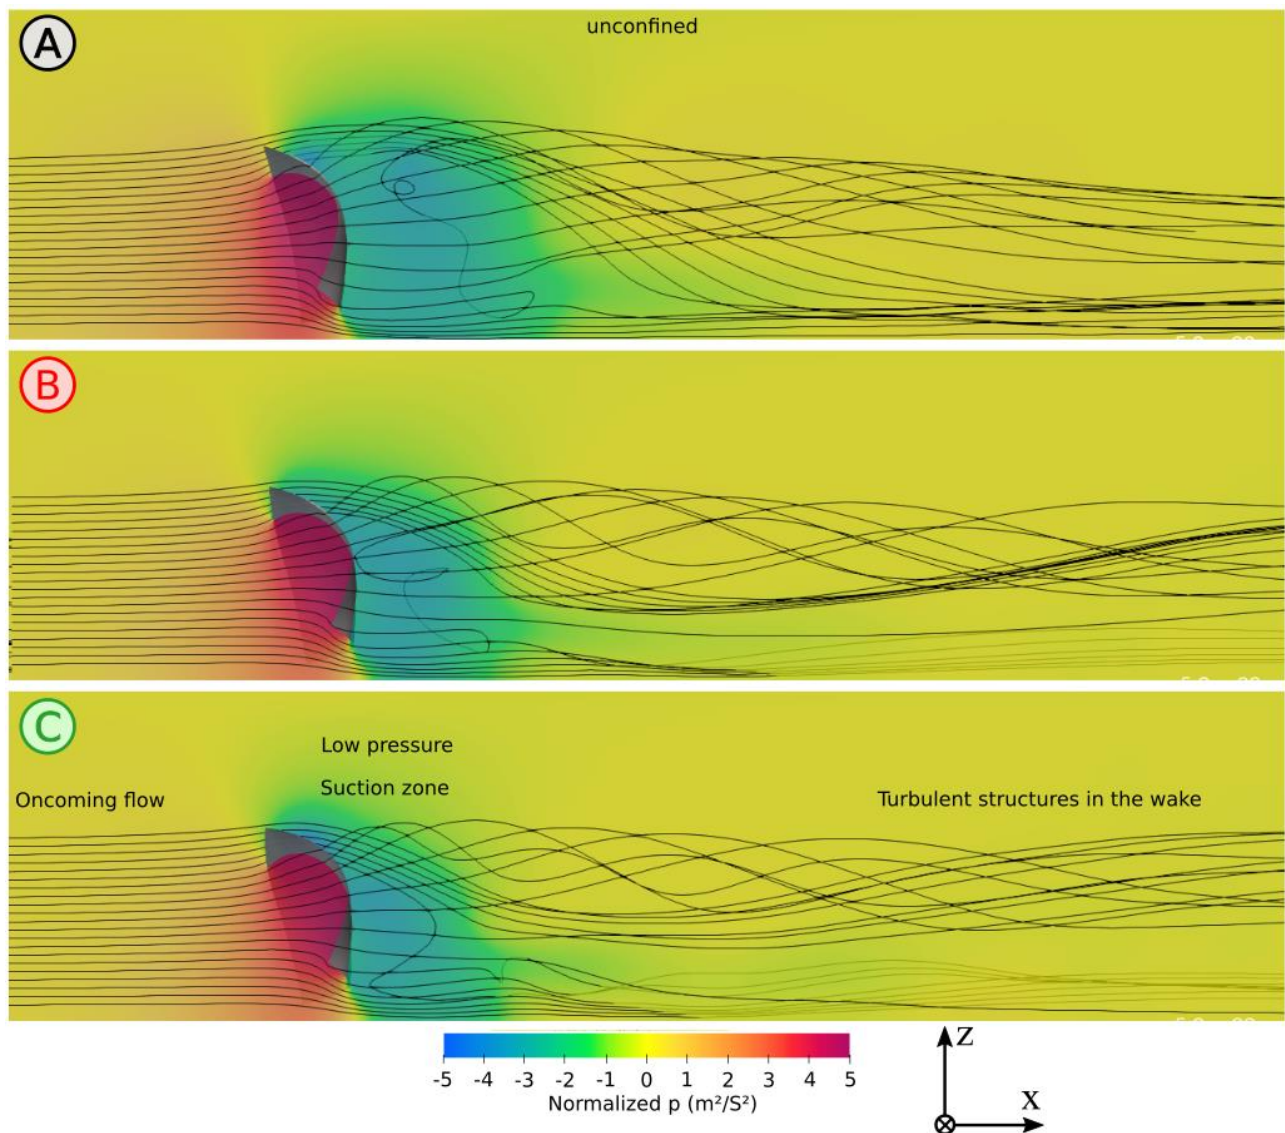 A
unconfined
B
C
Low pressure
Suction zone
Oncoming flow
Turbulent structures in the wake
-5 -4 -3 -2 -1 0 1 2 3 4 5
Normalized p (m²/S²)
Z
X